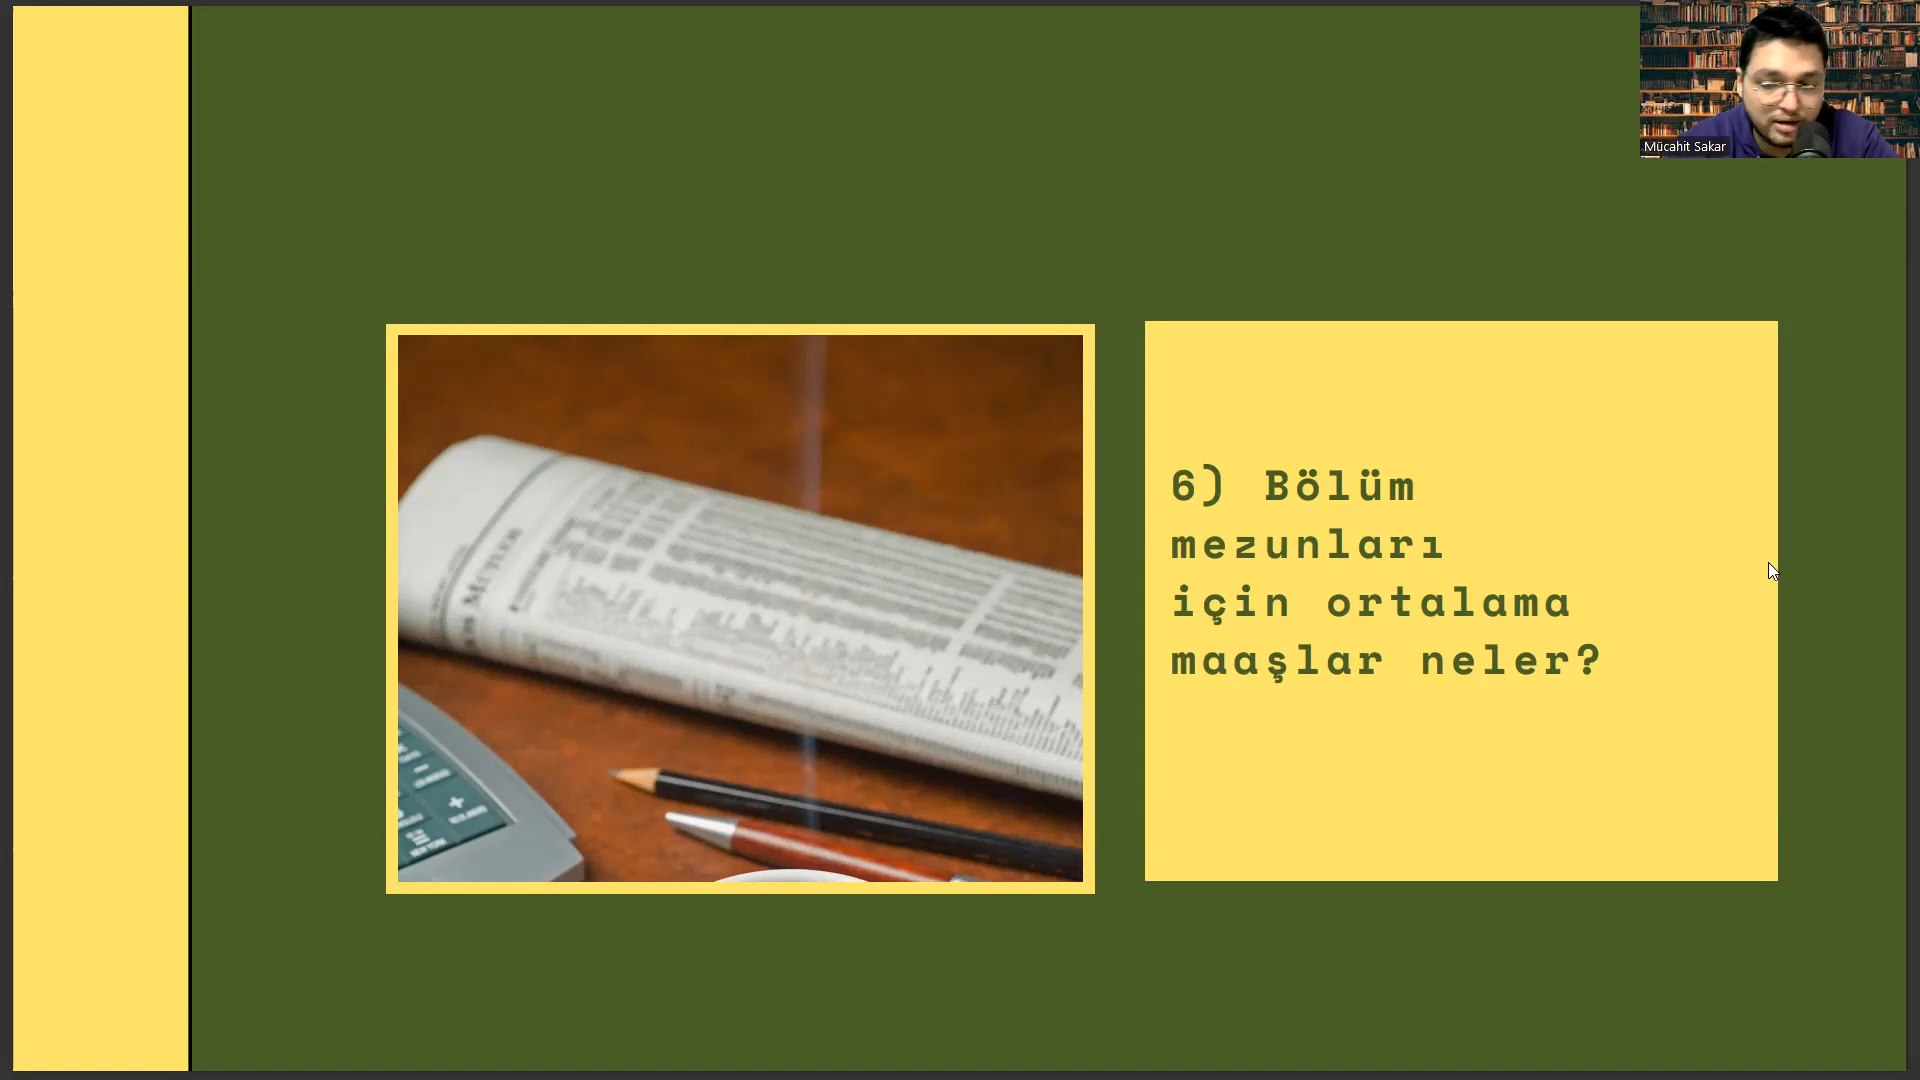 Mücahit Sakar
6) Bölüm
mezunları
için ortalama
maaşlar neler?